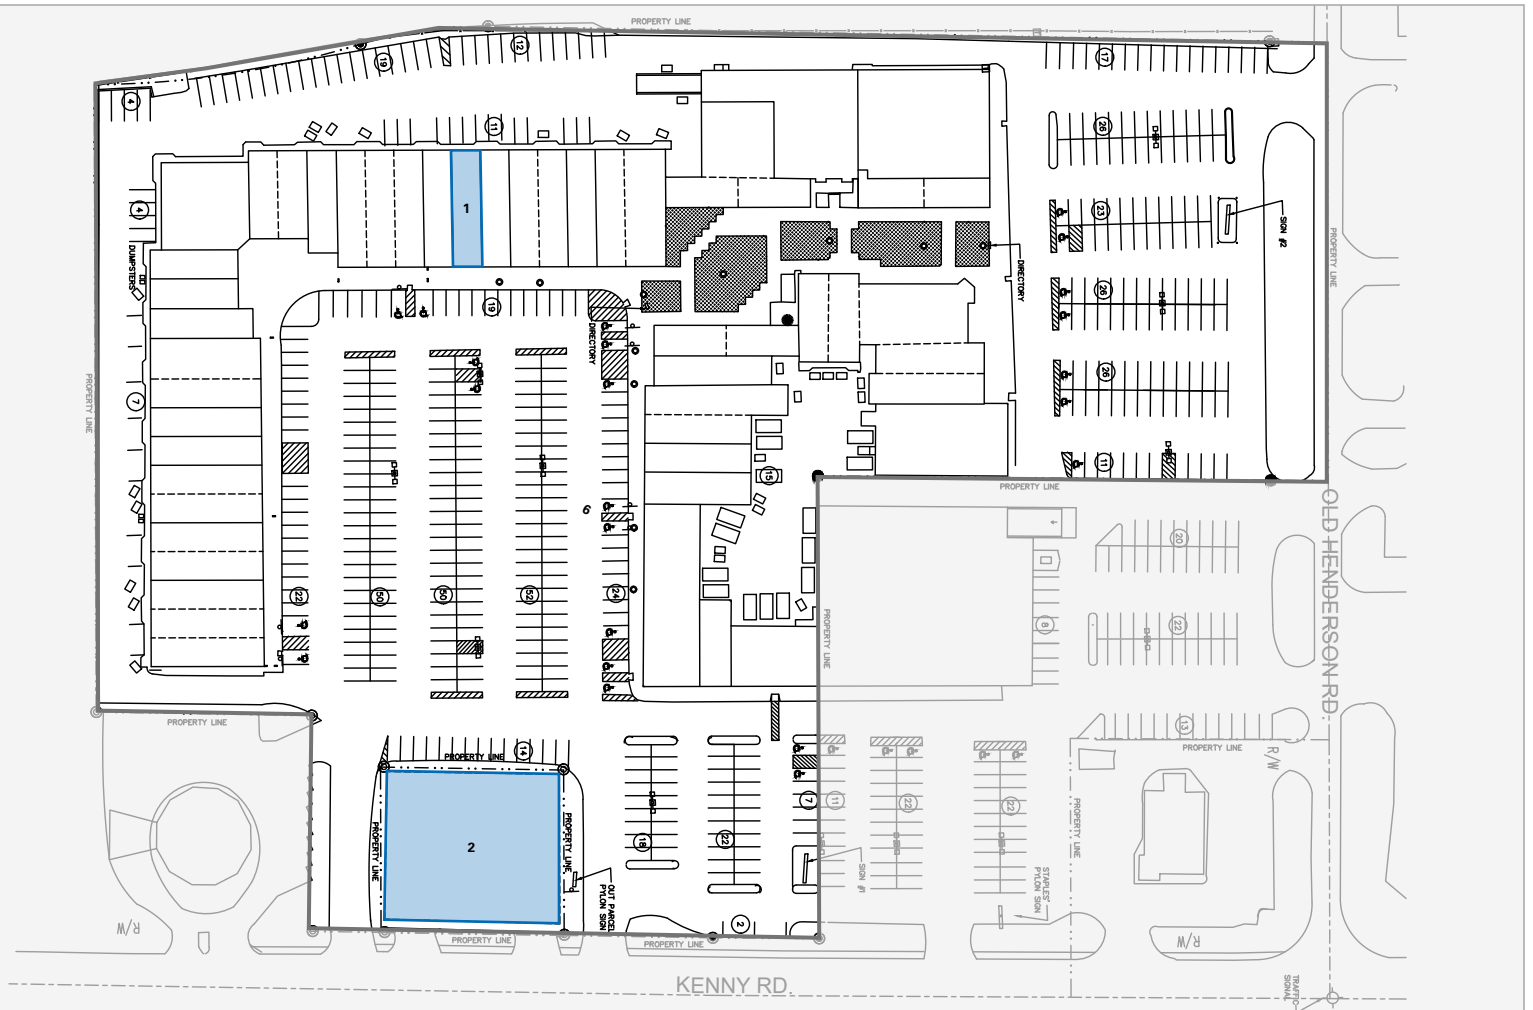 PROPERTY LINE
12
19
17
4
11
26
1
4
23
SIGN #2
DUMPSTERS
PROPERTY LINE
DIRECTORY
19
26
DIRECTORY
PROPERTY LINE
7
26
11
15
PROPERTY LINE
OLD HENDERSON RD.
6
20
22
50
50
52
24
PROPERTY LINE
8
22
PROPERTY LINE
14
PROPERTY LINE
13
PROPERTY LINE
R/W
7
11
22
22
PROPERTY LINE
PROPERTY LINE
2
PROPERTY LINE
18
22
SIGN #1
STAPLES'
PYLON SIGN
OUT PARCEL
PYLON SIGN
2
R/W
PROPERTY LINE
PROPERTY LINE
R/W
KENNY RD.
TRAFFIC
SIGNAL